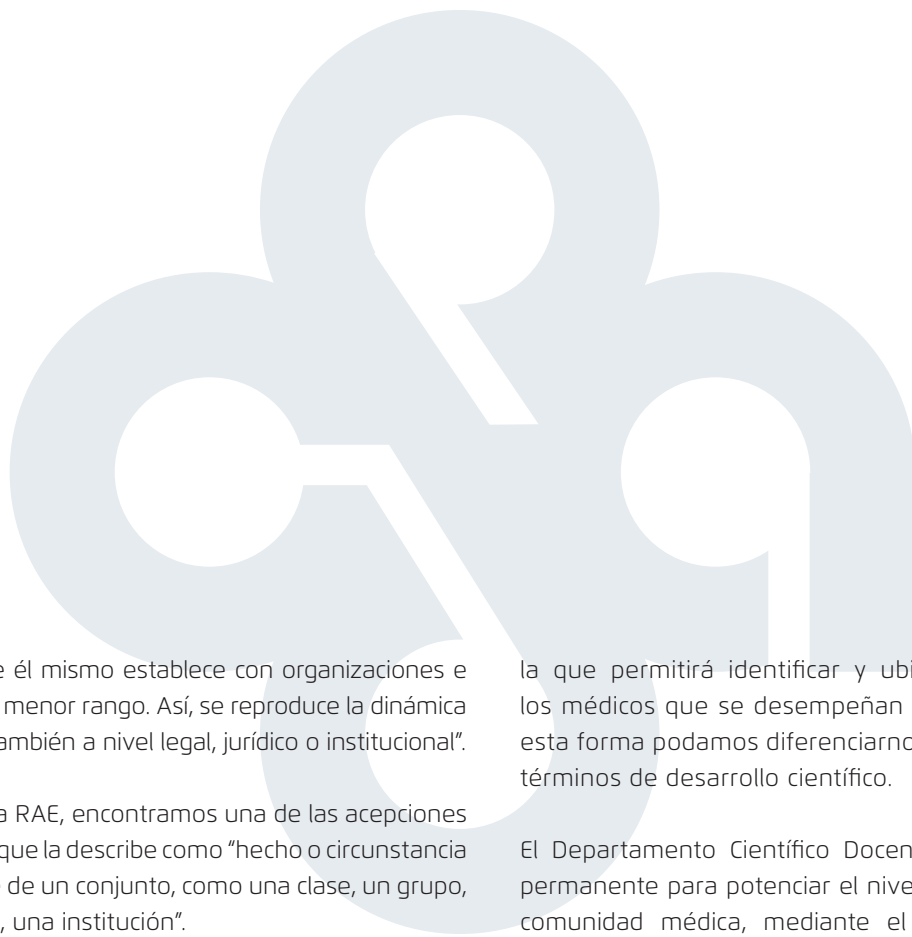 e él mismo establece con organizaciones e
menor rango. Así, se reproduce la dinámica
ambién a nivel legal, jurídico o institucional”.
a RAE, encontramos una de las acepciones
que la describe como “hecho o circunstancia
de un conjunto, como una clase, un grupo,
, una institución”.
la que permitirá identificar y ubi
los médicos que se desempeñan
esta forma podamos diferenciarno
términos de desarrollo científico.
El Departamento Científico Docen
permanente para potenciar el nive
comunidad médica, mediante el